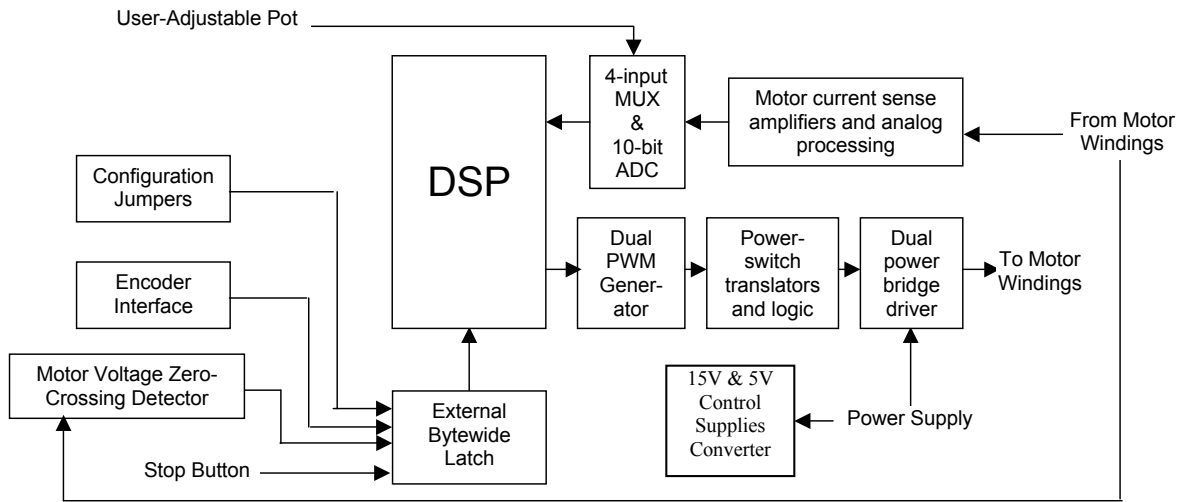 User-Adjustable Pot
4-input
MUX
&
10-bit
ADC
Motor current sense
amplifiers and analog
processing
From Motor
Windings
DSP
Configuration
Jumpers
Encoder
Interface
Dual
PWM
Gener-
ator
Power-
switch
translators
and logic
Dual
power
bridge
driver
To Motor
Windings
Motor Voltage Zero-
Crossing Detector
External
Bytewide
Latch
15V & 5V
Control
Supplies
Converter
Power Supply
Stop Button